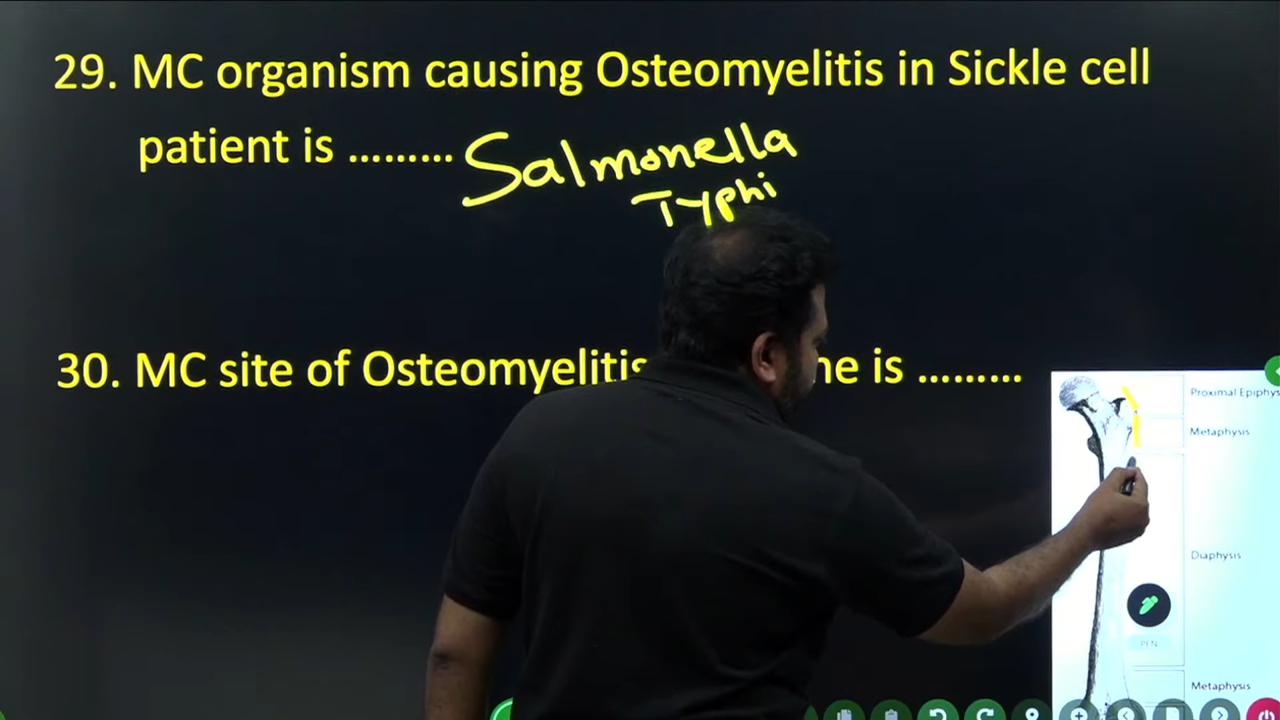 29. MC organism causing Osteomyelitis in Sickle cell
patient is ......... Salmonella
Typhi
30. MC site of Osteomyelitis ne is .........
Proximal Epiphys
Metaphysis
Diaphysis
PEN
Metaphysis